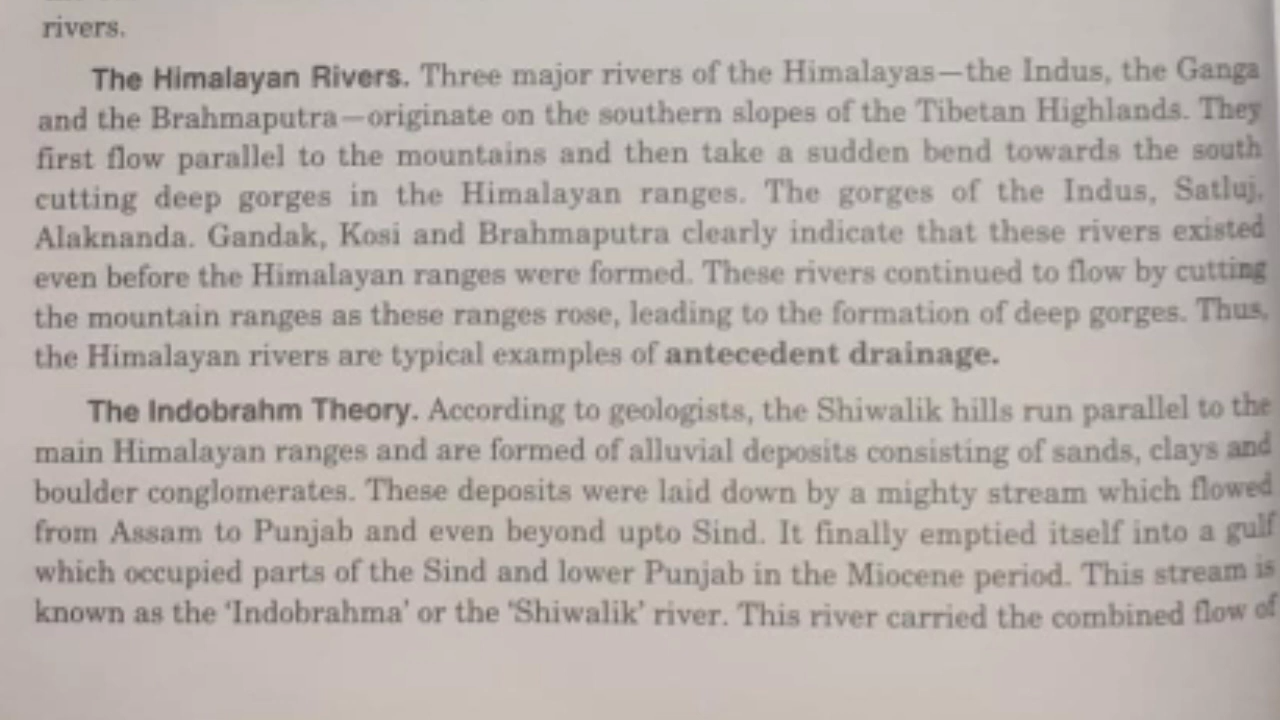 rivers.
The Himalayan Rivers. Three major rivers of the Himalayas—the Indus, the Ganga
and the Brahmaputra—originate on the southern slopes of the Tibetan Highlands. They
first flow parallel to the mountains and then take a sudden bend towards the south
cutting deep gorges in the Himalayan ranges. The gorges of the Indus, Satluj,
Alaknanda. Gandak, Kosi and Brahmaputra clearly indicate that these rivers existed
even before the Himalayan ranges were formed. These rivers continued to flow by cutting
the mountain ranges as these ranges rose, leading to the formation of deep gorges. Thus,
the Himalayan rivers are typical examples of antecedent drainage.
The Indobrahm Theory. According to geologists, the Shiwalik hills run parallel to the
main Himalayan ranges and are formed of alluvial deposits consisting of sands, clays and
boulder conglomerates. These deposits were laid down by a mighty stream which flowed
from Assam to Punjab and even beyond upto Sind. It finally emptied itself into a gulf
which occupied parts of the Sind and lower Punjab in the Miocene period. This stream is
known as the 'Indobrahma' or the 'Shiwalik' river. This river carried the combined flow of